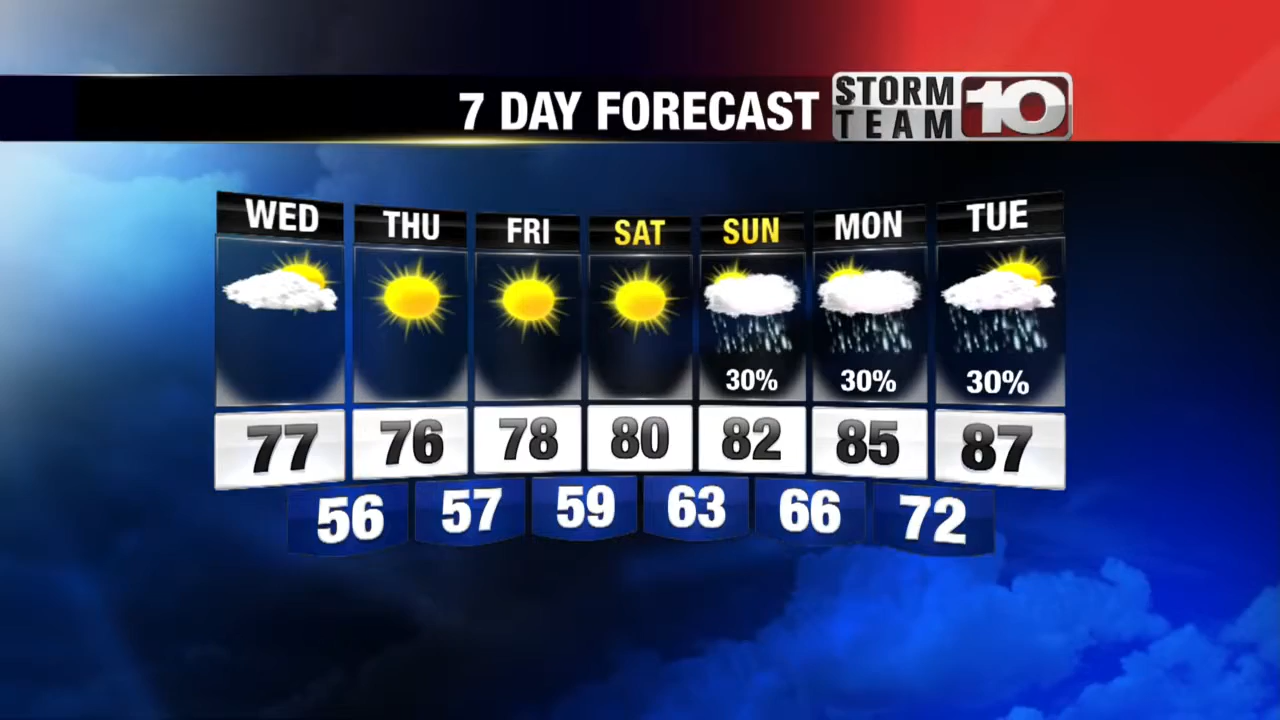 7 DAY FORECAST
STORM TEAM 10
WED THU FRI SAT SUN MON TUE
30% 30% 30%
77 76 78 80 82 85 87
56 57 59 63 66 72